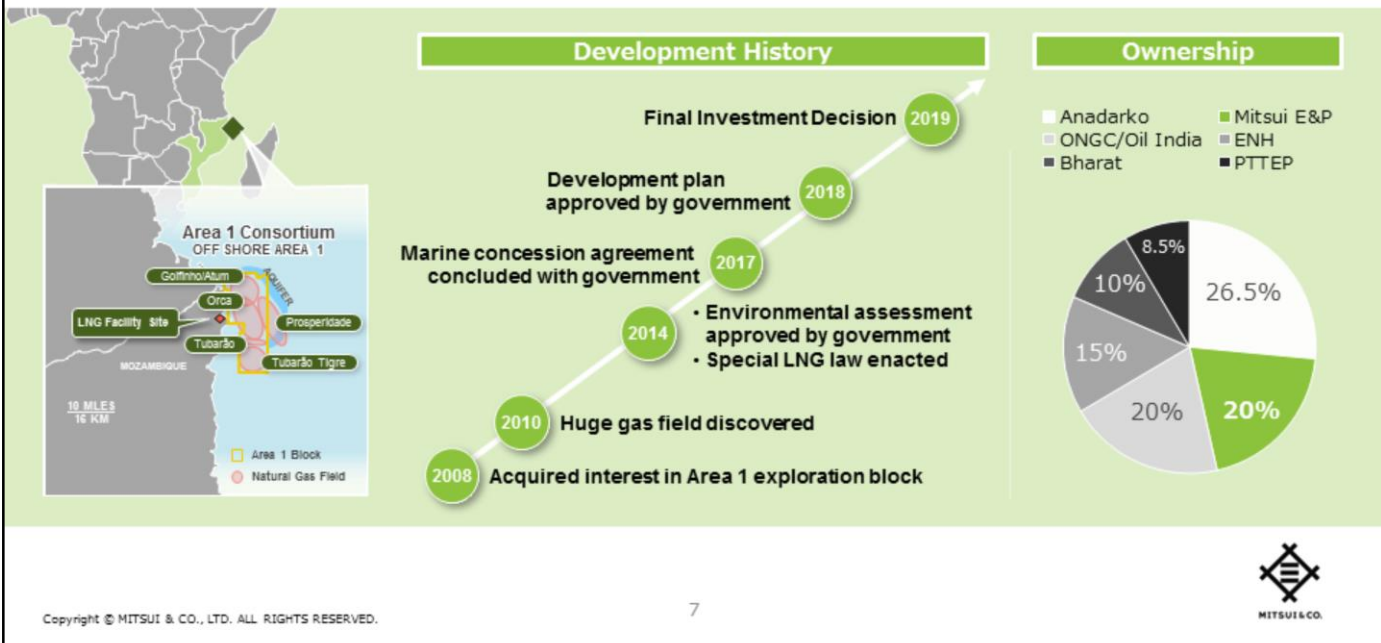 Development History
Ownership
Area 1 Consortium
OFF SHORE AREA 1
Golfinho/Atum
AQUIFER
Orca
LNG Facility Site
Prosperidade
Tubarão
Tubarão Tigre
MOZAMBIQUE
10 MLES
16 KM
Area 1 Block
Natural Gas Field
Final Investment Decision 2019
Development plan
approved by government 2018
Marine concession agreement
concluded with government 2017
2014
• Environmental assessment
approved by government
• Special LNG law enacted
2010 Huge gas field discovered
2008 Acquired interest in Area 1 exploration block
Anadarko Mitsui E&P
ONGC/Oil India ENH
Bharat PTTEP
8.5%
26.5%
10%
15%
20% 20%
Copyright © MITSUI & CO., LTD. ALL RIGHTS RESERVED.
7
MITSUI&CO.